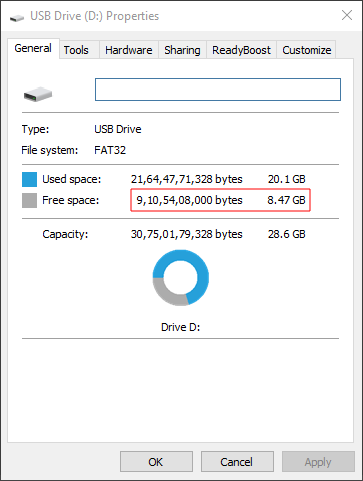 USB Drive (D:) Properties
General Tools Hardware Sharing ReadyBoost Customize
Type: USB Drive
File system: FAT32
Used space: 21,64,47,71,328 bytes 20.1 GB
Free space: 9,10,54,08,000 bytes 8.47 GB
Capacity: 30,75,01,79,328 bytes 28.6 GB
Drive D:
OK Cancel Apply